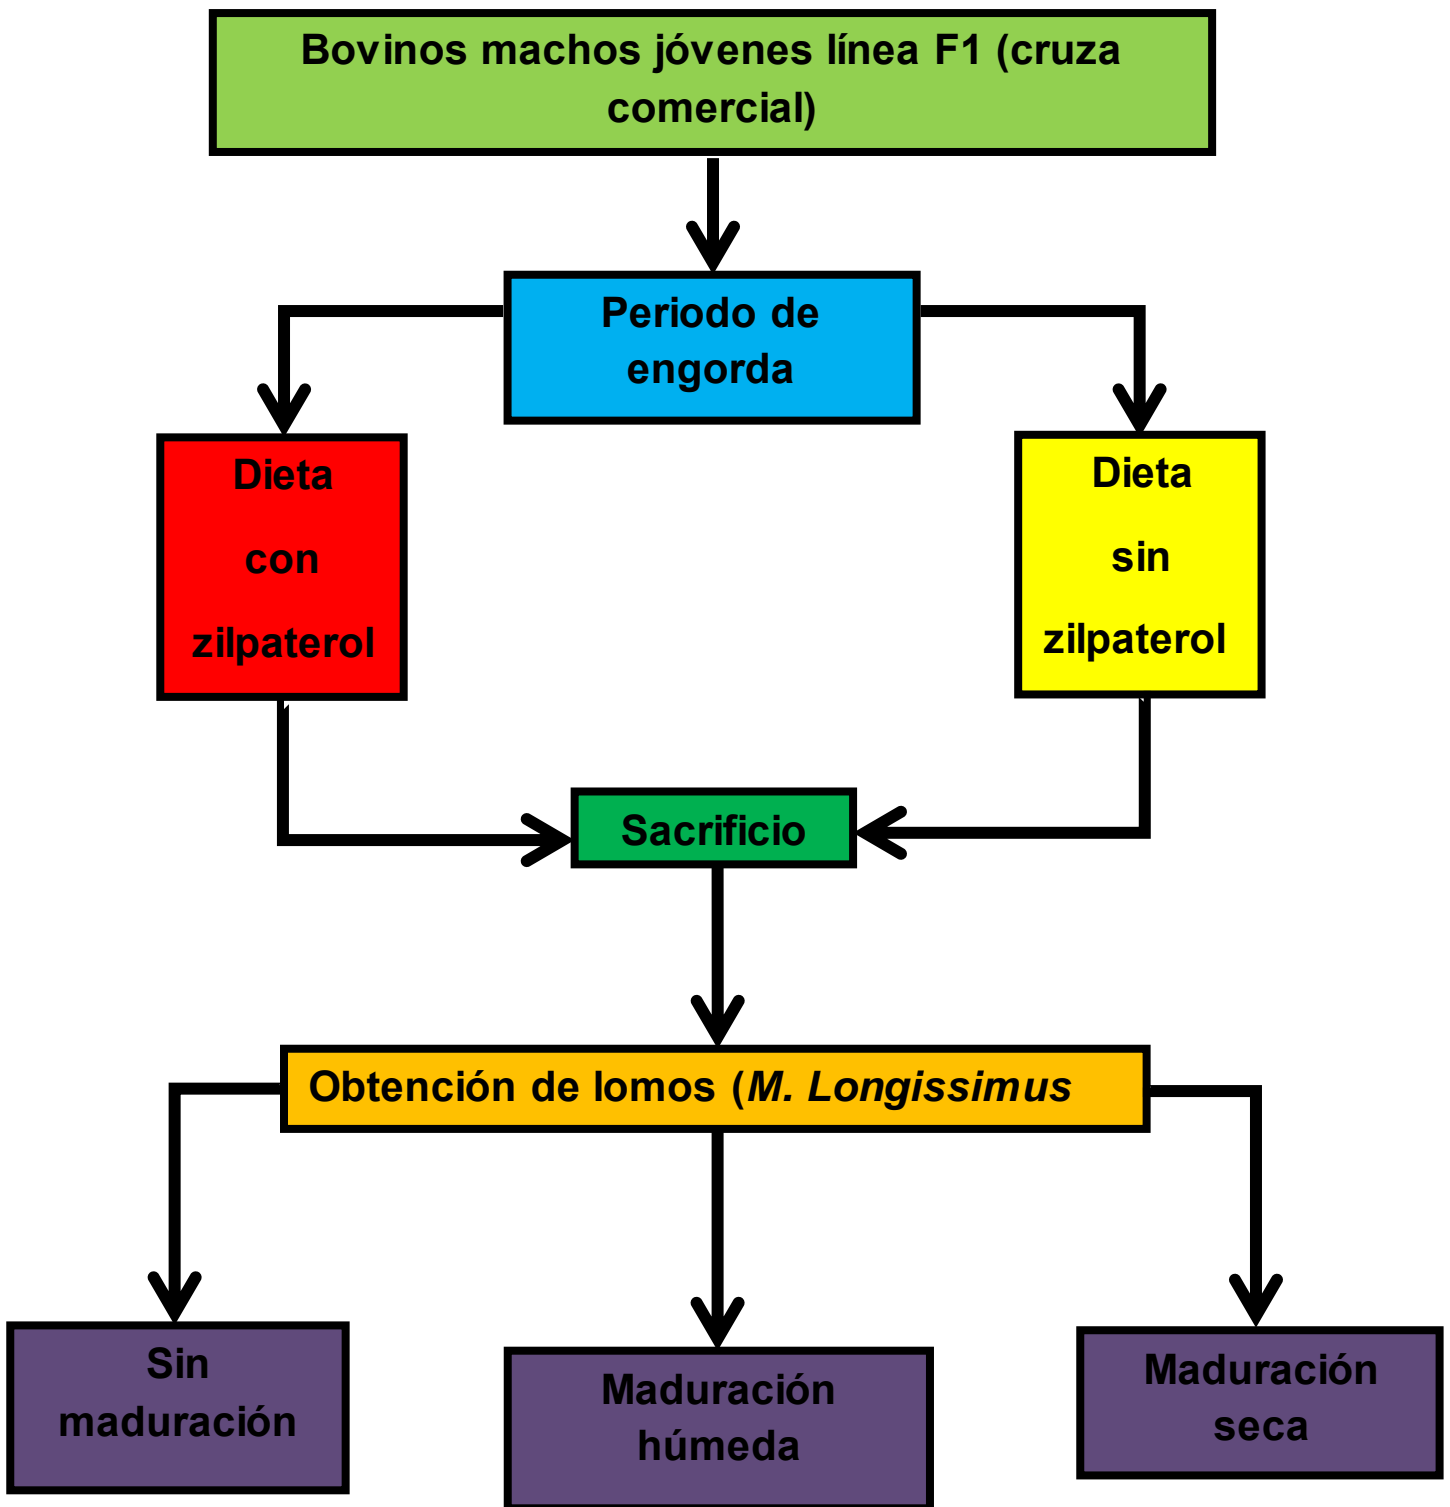 Bovinos machos jóvenes línea F1 (cruza
comercial)
Periodo de
engorda
Dieta
con
zilpaterol
Dieta
sin
zilpaterol
Sacrificio
Obtención de lomos (M. Longissimus
Sin
maduración
Maduración
húmeda
Maduración
seca